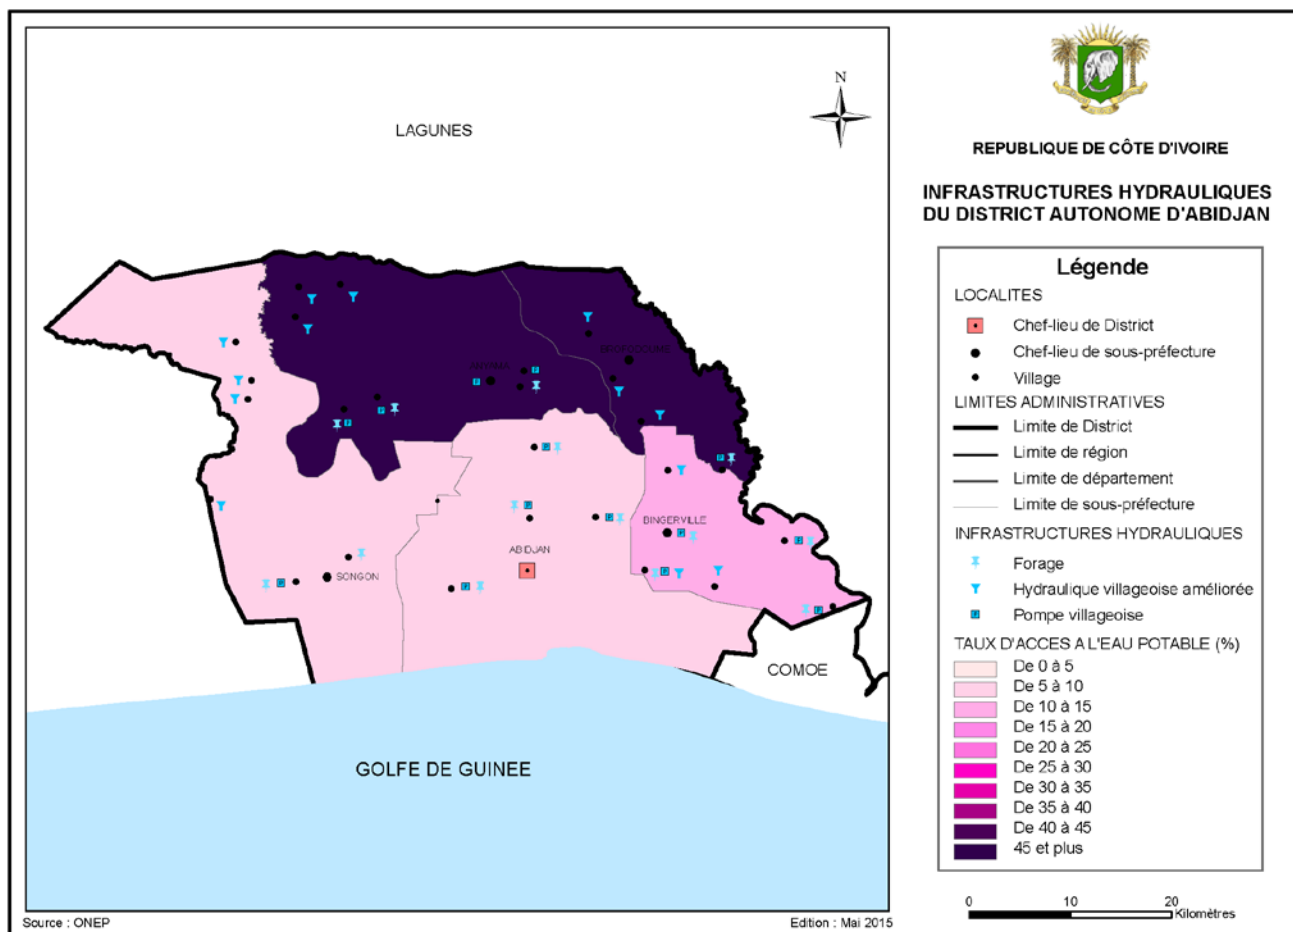 N
LAGUNES
ANYAMA
BROFODOUME
BINGERVILLE
ABIDJAN
SONGON
COMOE
GOLFE DE GUINEE
Source : ONEP
Edition : Mai 2015
REPUBLIQUE DE CÔTE D'IVOIRE
INFRASTRUCTURES HYDRAULIQUES
DU DISTRICT AUTONOME D'ABIDJAN
Légende
LOCALITES
Chef-lieu de District
Chef-lieu de sous-préfecture
Village
LIMITES ADMINISTRATIVES
Limite de District
Limite de région
Limite de département
Limite de sous-préfecture
INFRASTRUCTURES HYDRAULIQUES
Forage
Hydraulique villageoise améliorée
Pompe villageoise
TAUX D'ACCES A L'EAU POTABLE (%)
De 0 à 5
De 5 à 10
De 10 à 15
De 15 à 20
De 20 à 25
De 25 à 30
De 30 à 35
De 35 à 40
De 40 à 45
45 et plus
0 10 20
Kilomètres